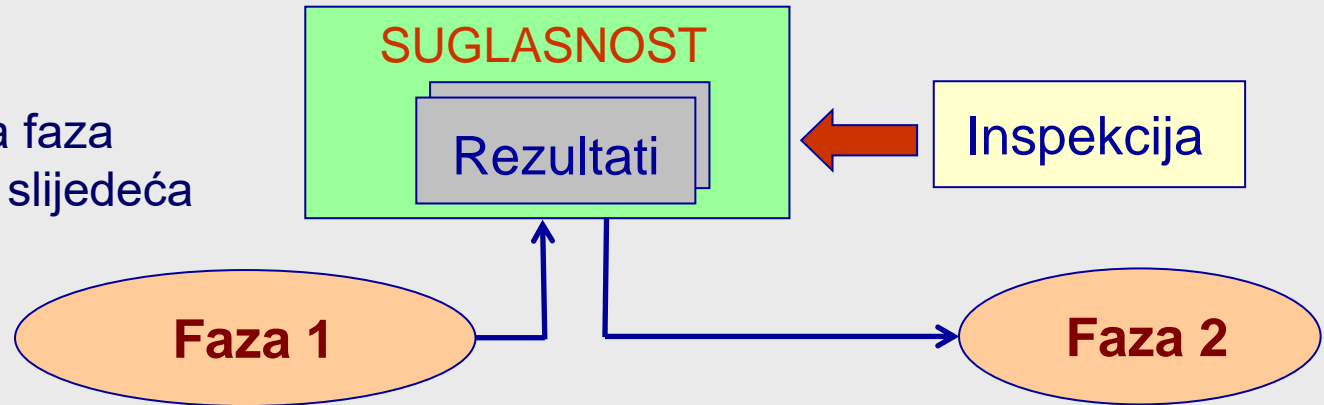 SUGLASNOST
a faza
slijedeća
Rezultati
Inspekcija
Faza 1
Faza 2